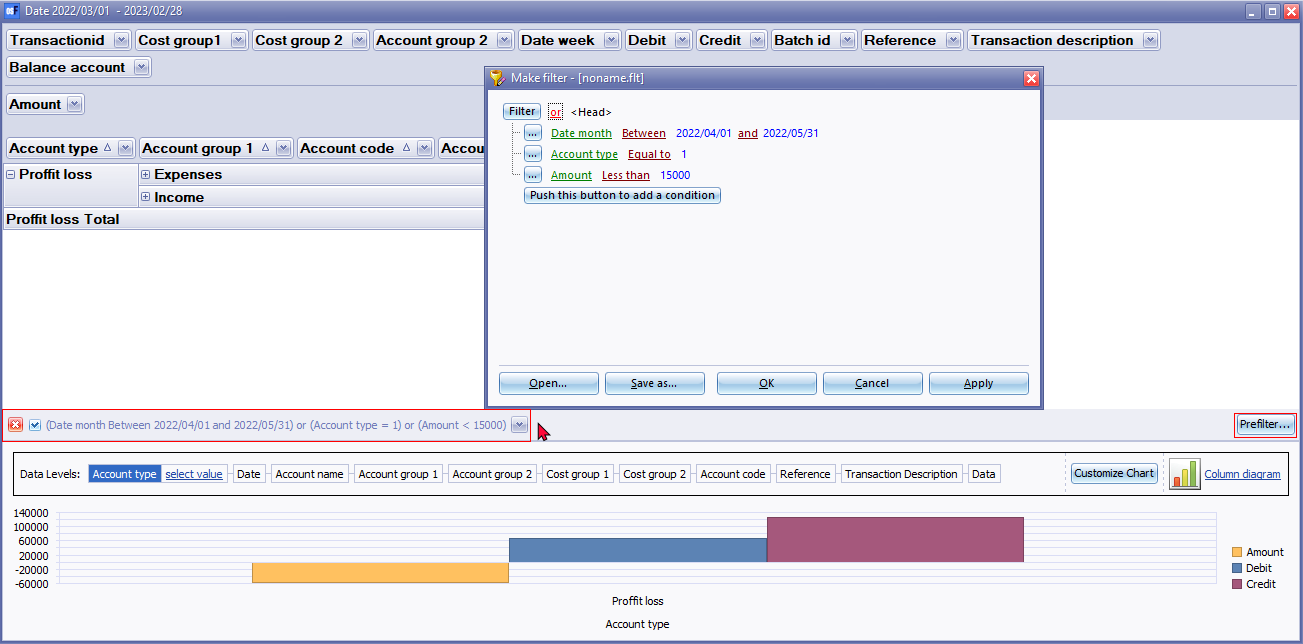 Date 2022/03/01 - 2023/02/28
Transactionid Cost group1 Cost group 2 Account group 2 Date week Debit Credit Batch id Reference Transaction description
Balance account
Amount
Account type Account group 1 Account code Accou
Proffit loss Expenses
Income
Proffit loss Total
Make filter - [noname.flt]
Filter or <Head>
... Date month Between 2022/04/01 and 2022/05/31
... Account type Equal to 1
... Amount Less than 15000
Push this button to add a condition
Open... Save as... OK Cancel Apply
(Date month Between 2022/04/01 and 2022/05/31) or (Account type = 1) or (Amount < 15000) Prefilter...
Data Levels: Account type select value Date Account name Account group 1 Account group 2 Cost group 1 Cost group 2 Account code Reference Transaction Description Data Customize Chart Column diagram
140000
100000
60000
20000
-20000
-60000
Proffit loss
Account type
Amount
Debit
Credit